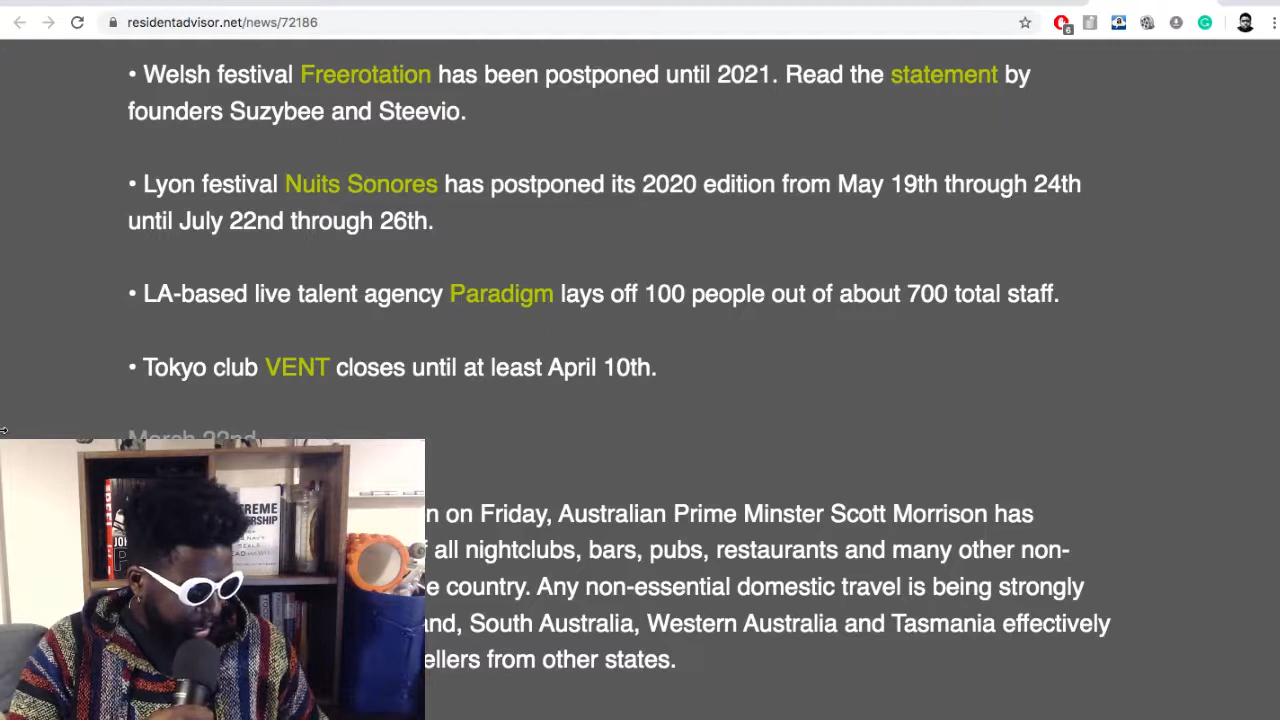 residentadvisor.net/news/72186
6
• Welsh festival Freerotation has been postponed until 2021. Read the statement by
founders Suzybee and Steevio.
• Lyon festival Nuits Sonores has postponed its 2020 edition from May 19th through 24th
until July 22nd through 26th.
• LA-based live talent agency Paradigm lays off 100 people out of about 700 total staff.
• Tokyo club VENT closes until at least April 10th.
March 22nd
n on Friday, Australian Prime Minster Scott Morrison has
all nightclubs, bars, pubs, restaurants and many other non-
e country. Any non-essential domestic travel is being strongly
and, South Australia, Western Australia and Tasmania effectively
ellers from other states.